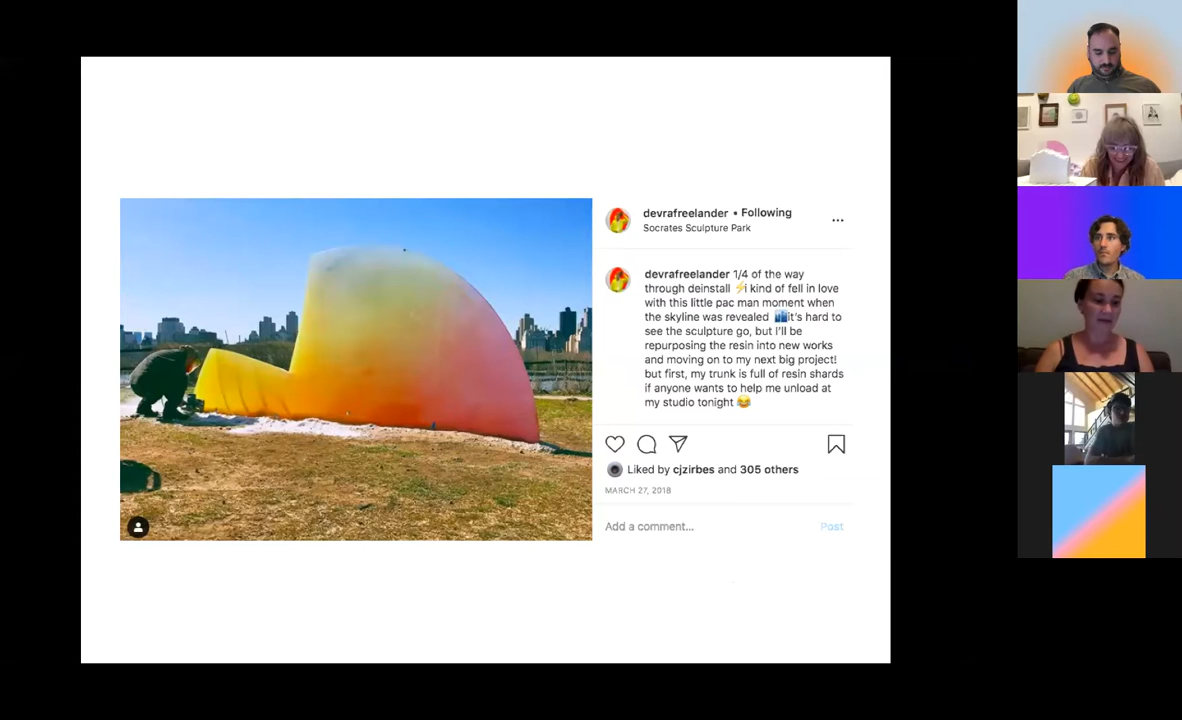 devrafreelander • Following
Socrates Sculpture Park
devrafreelander 1/4 of the way
through deinstall ⚡i kind of fell in love
with this little pac man moment when
the skyline was revealed 🏙️it's hard to
see the sculpture go, but I'll be
repurposing the resin into new works
and moving on to my next big project!
but first, my trunk is full of resin shards
if anyone wants to help me unload at
my studio tonight 😂
Liked by cjzirbes and 305 others
MARCH 27, 2018
Add a comment... Post